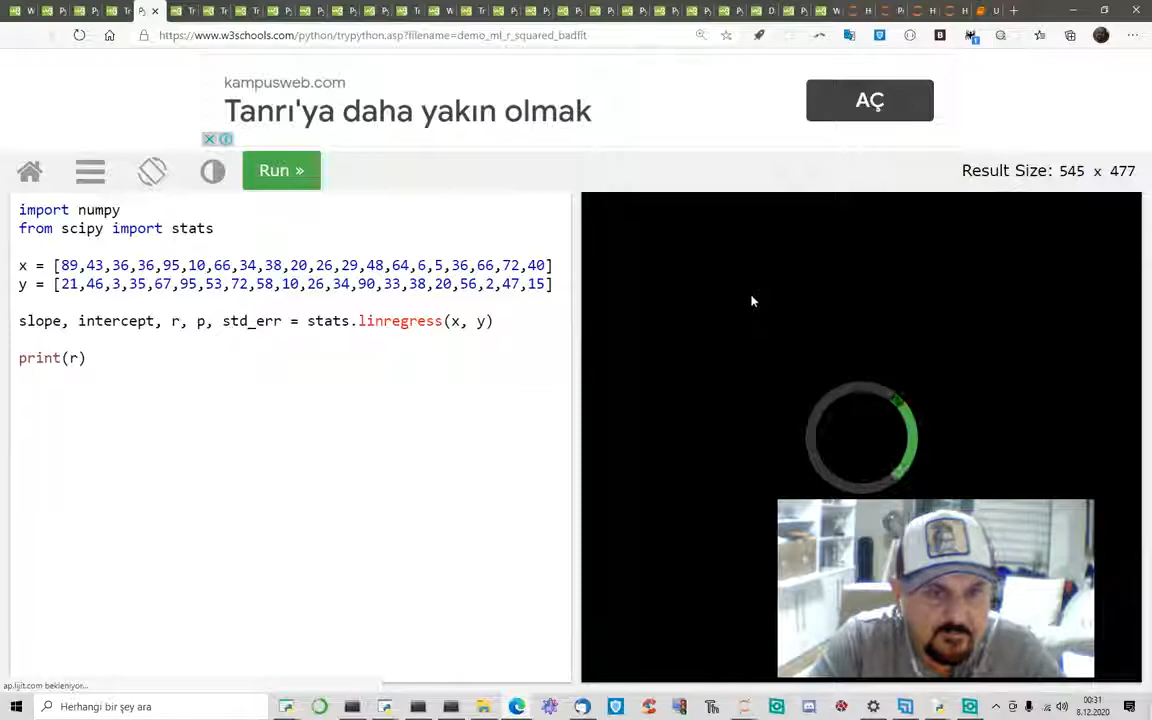 https://www.w3schools.com/python/trypython.asp?filename=demo_ml_r_squared_badfit
kampusweb.com
Tanrı'ya daha yakın olmak
AÇ
Run »
Result Size: 545 x 477
import numpy
from scipy import stats
x = [89,43,36,36,95,10,66,34,38,20,26,29,48,64,6,5,36,66,72,40]
y = [21,46,3,35,67,95,53,72,58,10,26,34,90,33,38,20,56,2,47,15]
slope, intercept, r, p, std_err = stats.linregress(x, y)
print(r)
ap.lijit.com bekleniyor...
Herhangi bir şey ara
00:31
8.12.2020